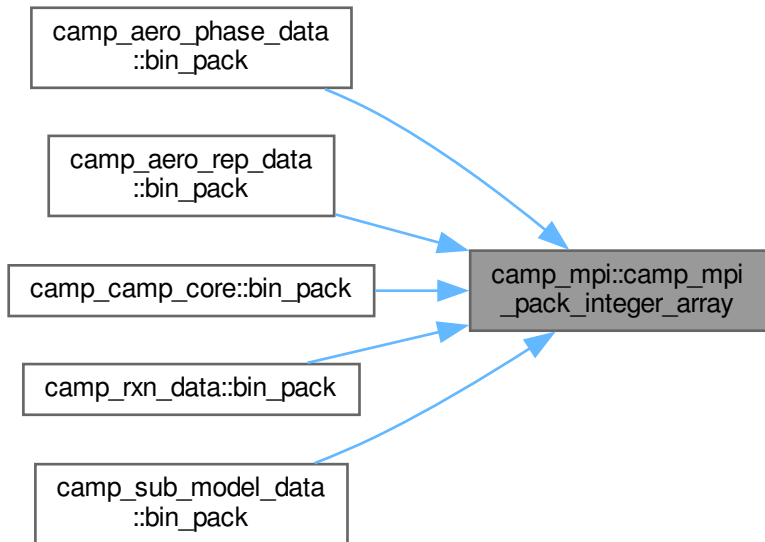 camp_aero_phase_data
::bin_pack
camp_aero_rep_data
::bin_pack
camp_camp_core::bin_pack
camp_mpi::camp_mpi
_pack_integer_array
camp_rxn_data::bin_pack
camp_sub_model_data
::bin_pack